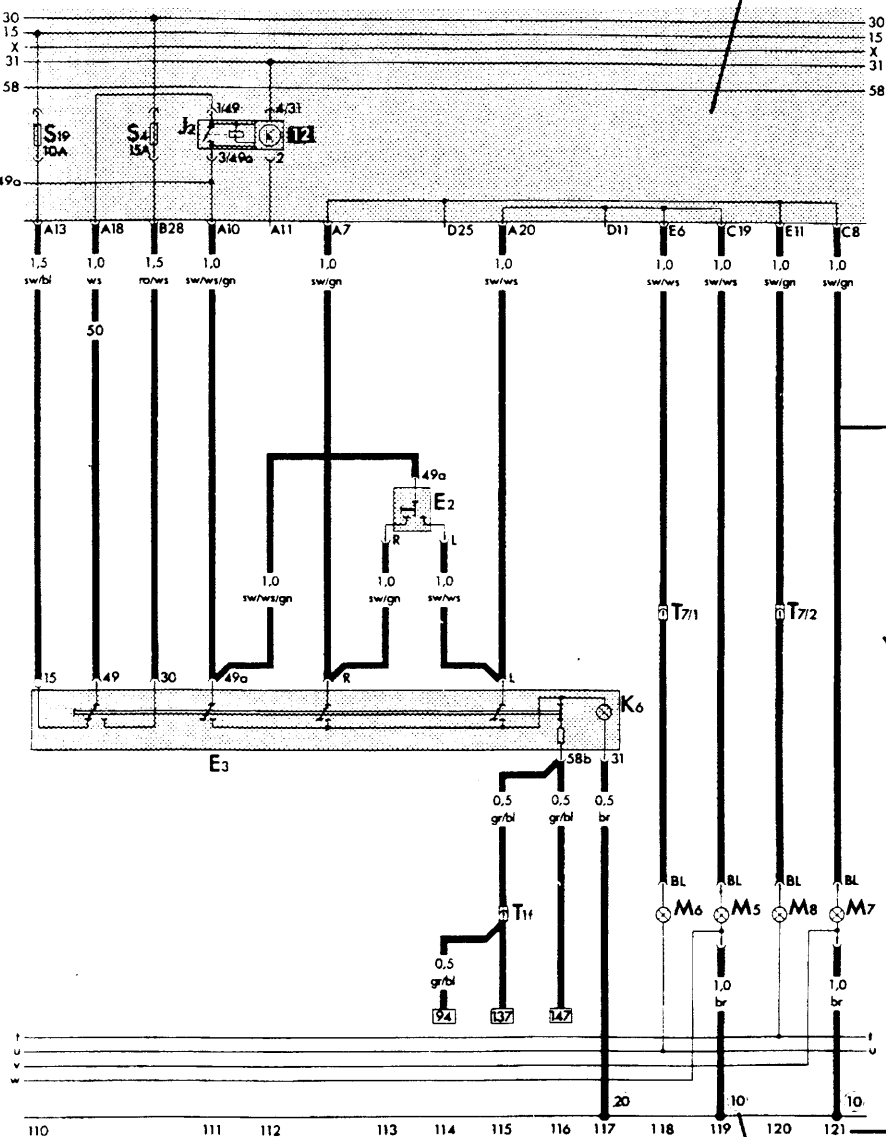 30 30
15 15
X X
31 31
58 58
1/49 4/31
J2 K 12
S19 10A
S4 15A
3/49a 2
49a
A13 A18 B28 A10 A11 A7 D25 A20 D11 E6 C19 E11 C8
1,5 1,0 1,5 1,0 1,0 1,0 1,0 1,0 1,0 1,0
sw/bl ws ro/ws sw/ws/gn sw/gn sw/ws sw/ws sw/ws sw/gn sw/gn
50
49a
E2
R L
1,0 1,0 1,0
sw/ws/gn sw/gn sw/ws
T7/1 T7/2
15 49 30 49a R L
K6
E3
58b 31
0,5 0,5 0,5
gr/bl gr/bl br
BL BL BL BL
M6 M5 M8 M7
T1f
0,5
gr/bl
1,0 1,0
br br
94 137 147
t t
u u
v
w
20 10 10
110 111 112 113 114 115 116 117 118 119 120 121